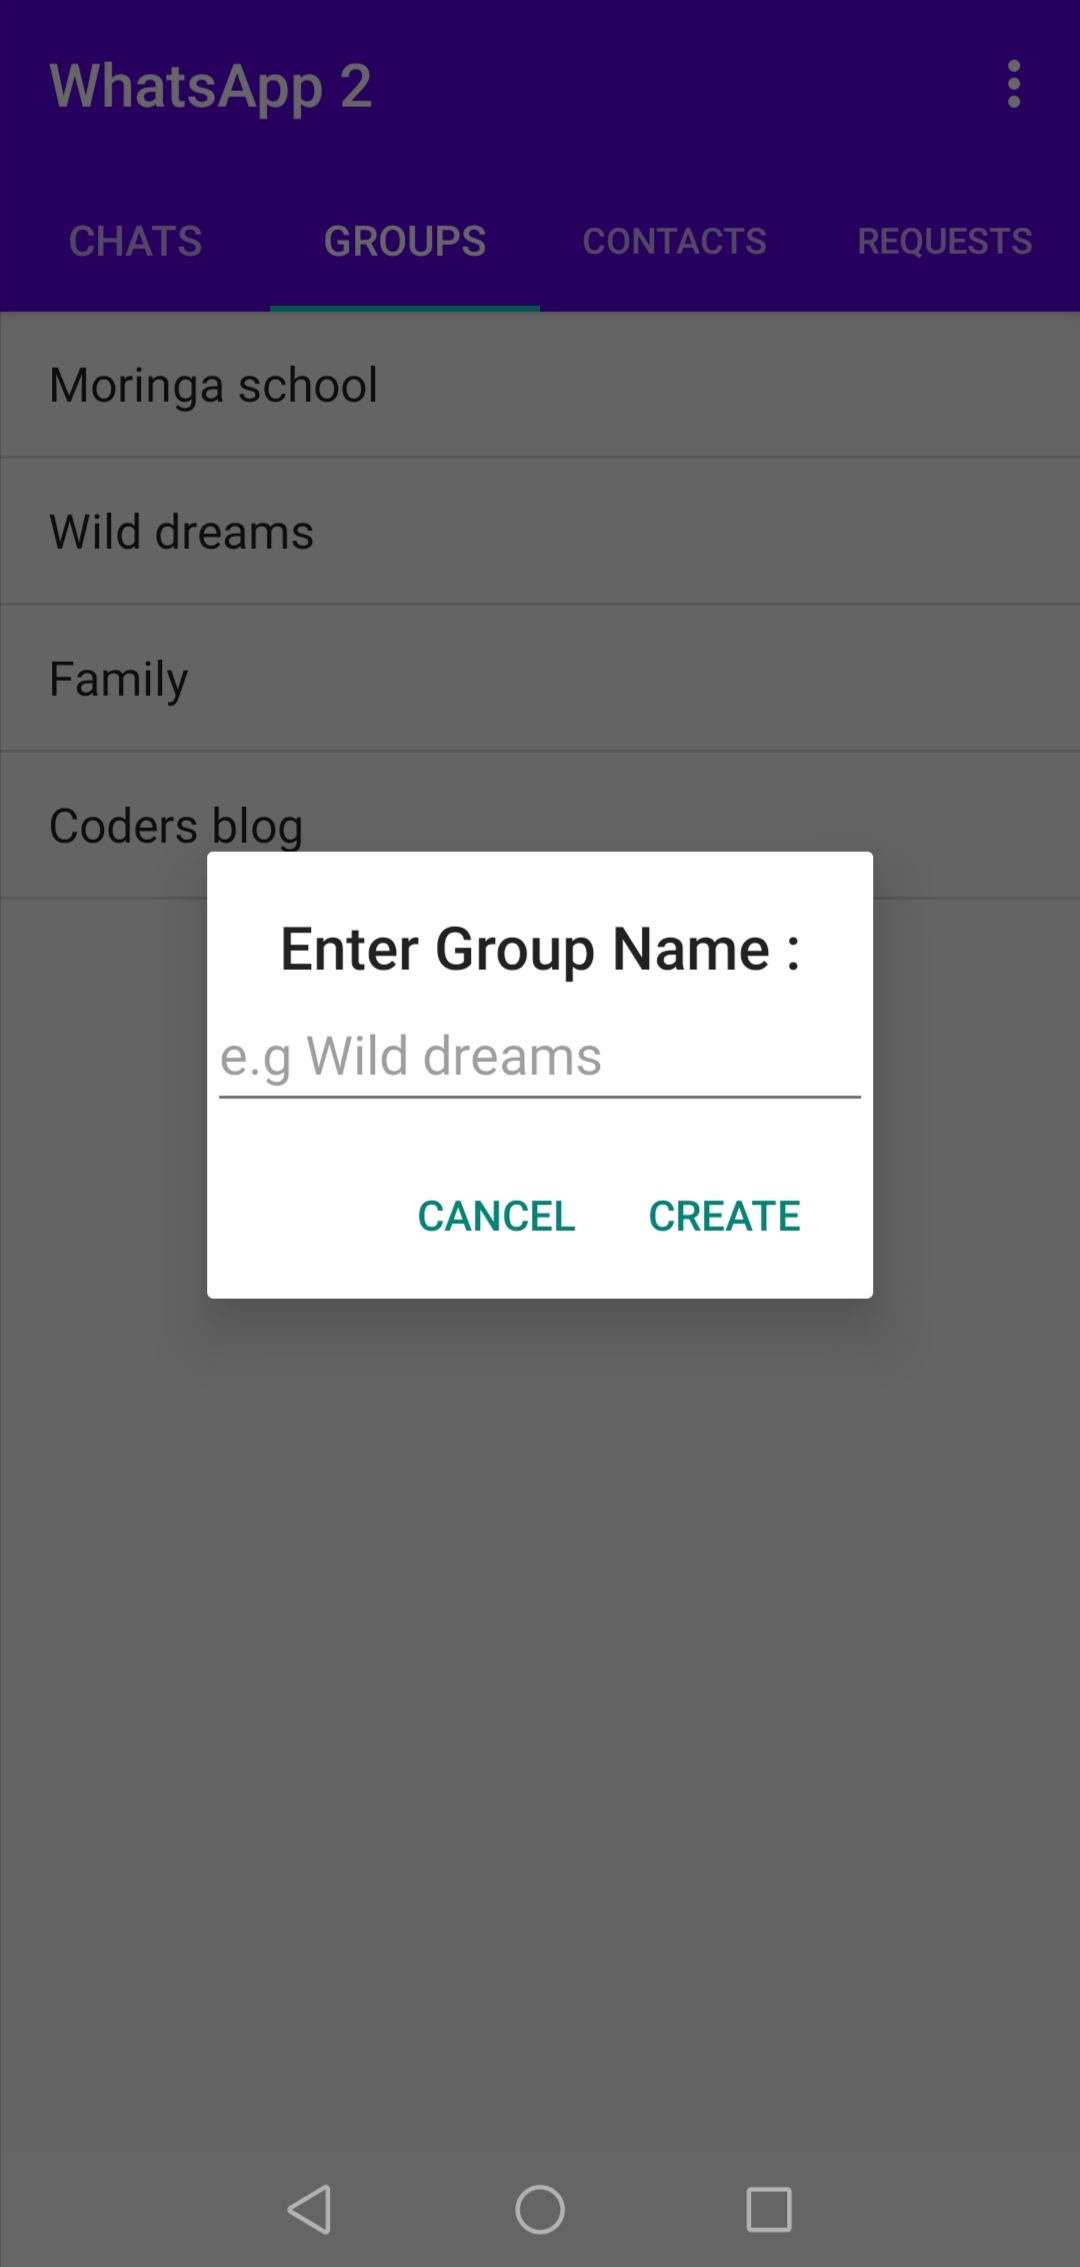 WhatsApp 2
CHATS GROUPS CONTACTS REQUESTS
Moringa school
Wild dreams
Family
Coders blog
Enter Group Name :
e.g Wild dreams
CANCEL CREATE